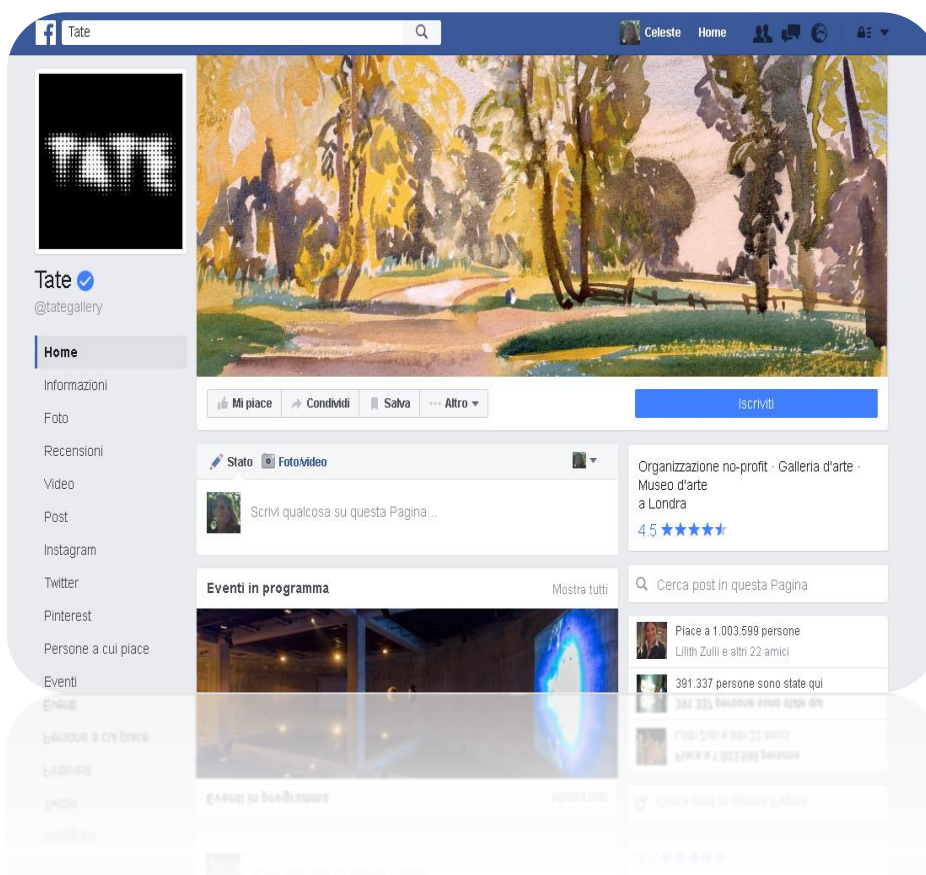 Tate
Celeste Home
TATE
Tate
@tategallery
Home
Informazioni
Foto
Recensioni
Video
Post
Instagram
Twitter
Pinterest
Persone a cui piace
Eventi
Mi piace Condividi Salva ··· Altro
Iscriviti
Stato Foto/video
Scrivi qualcosa su questa Pagina...
Eventi in programma Mostra tutti
Organizzazione no-profit · Galleria d'arte ·
Museo d'arte
a Londra
4.5
Cerca post in questa Pagina
Piace a 1.003.599 persone
Lilith Zulli e altri 22 amici
391.337 persone sono state qui